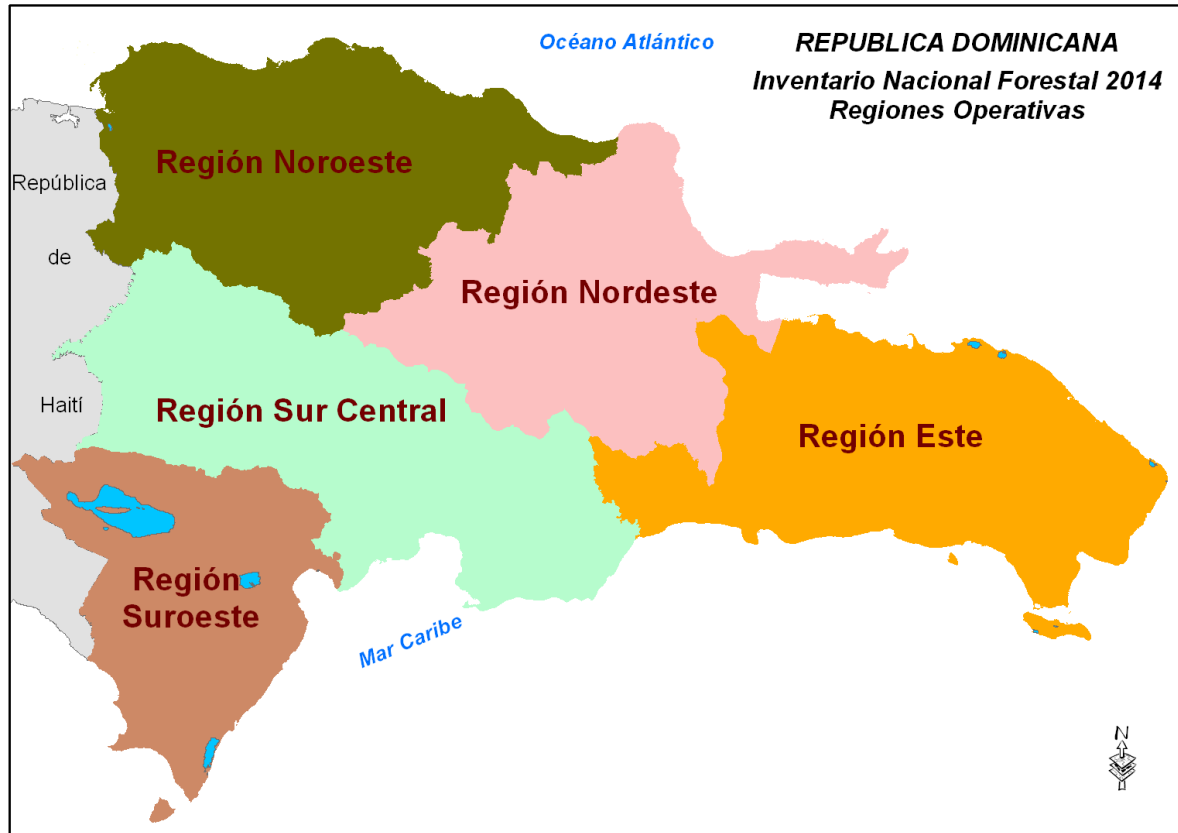 REPUBLICA DOMINICANA
Inventario Nacional Forestal 2014
Regiones Operativas
Océano Atlántico
Región Noroeste
República
de
Haití
Región Nordeste
Región Sur Central
Región Este
Región
Suroeste
Mar Caribe
N